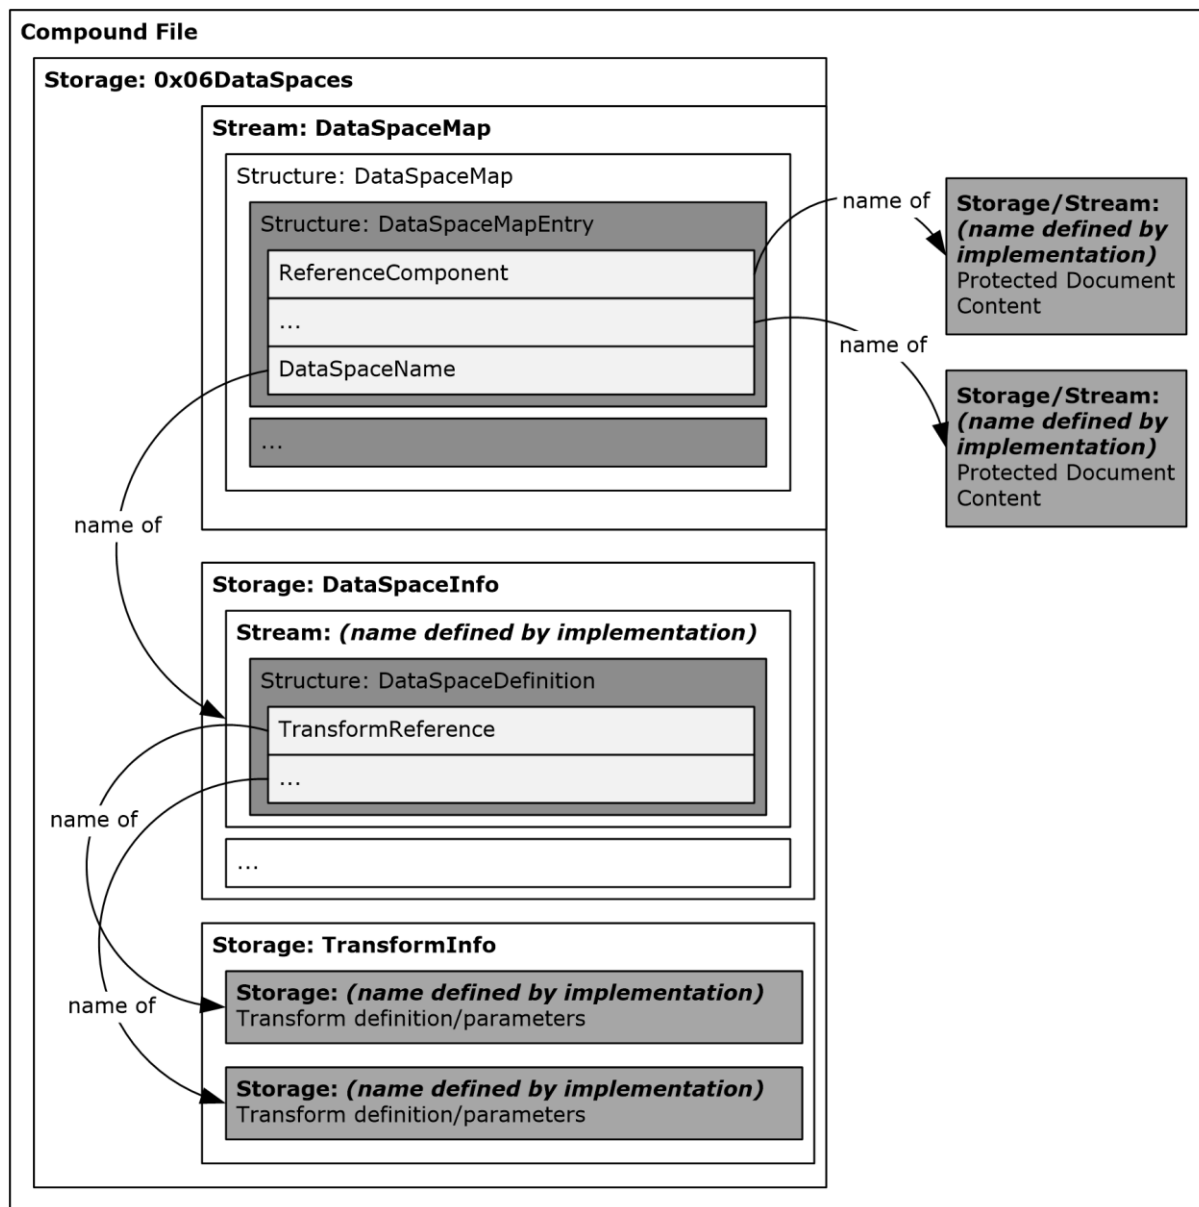 Compound File
Storage: 0x06DataSpaces
Stream: DataSpaceMap
Structure: DataSpaceMap
Structure: DataSpaceMapEntry
ReferenceComponent
...
DataSpaceName
...
name of
Storage/Stream:
(name defined by
implementation)
Protected Document
Content
name of
Storage/Stream:
(name defined by
implementation)
Protected Document
Content
name of
Storage: DataSpaceInfo
Stream: (name defined by implementation)
Structure: DataSpaceDefinition
TransformReference
...
...
name of
name of
Storage: TransformInfo
Storage: (name defined by implementation)
Transform definition/parameters
Storage: (name defined by implementation)
Transform definition/parameters